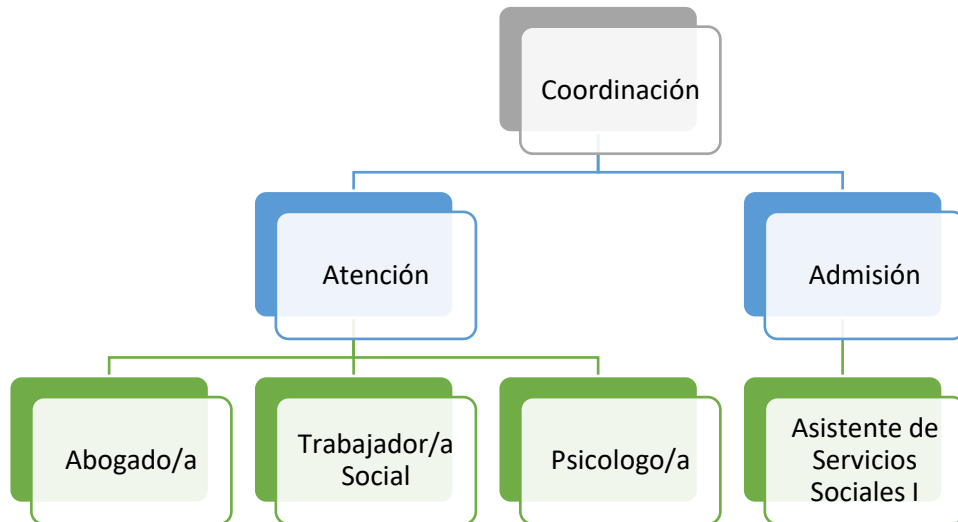 Coordinación
Atención
Admisión
Abogado/a
Trabajador/a
Social
Psicologo/a
Asistente de
Servicios
Sociales I